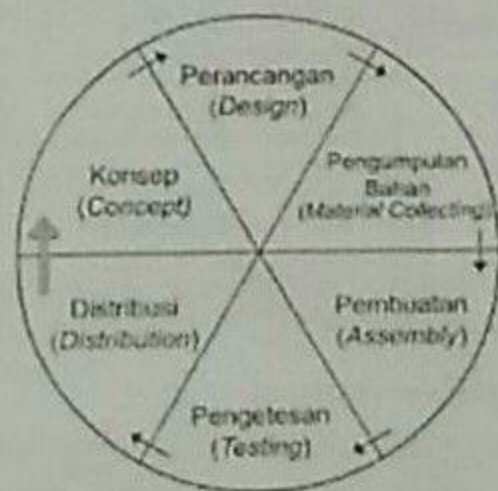 Perancangan
(Design)
Pengumpulan
Bahan
(Material Collecting)
Pembuatan
(Assembly)
Pengetesan
(Testing)
Distribusi
(Distribution)
Konsep
(Concept)